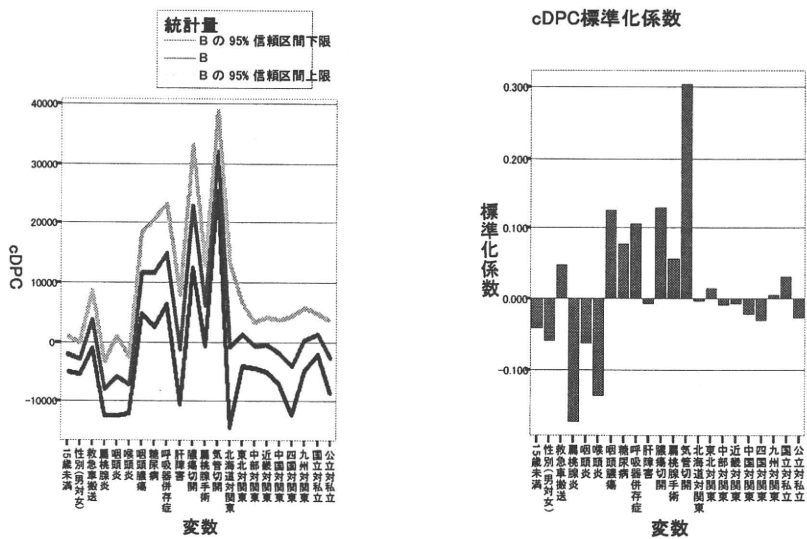 統計量
Bの95% 信頼区間下限
B
Bの95% 信頼区間上限
cDPC
40000
30000
20000
10000
0
-10000
15歳未満
性別(男対女)
救急車搬送
扁桃腺炎
咽頭炎
喉頭炎
咽頭膿瘍
糖尿病
呼吸器併存症
肝障害
膿瘍切開
扁桃腺手術
気管切開
北海道対関東
東北対関東
中部対関東
近畿対関東
中国対関東
四国対関東
九州対関東
国立対私立
公立対私立
変数
cDPC標準化係数
標準化係数
0.300
0.200
0.100
0.000
-0.100
15歳未満
性別(男対女)
救急車搬送
扁桃腺炎
咽頭炎
喉頭炎
咽頭膿瘍
糖尿病
呼吸器併存症
肝障害
膿瘍切開
扁桃腺手術
気管切開
北海道対関東
東北対関東
中部対関東
近畿対関東
中国対関東
四国対関東
九州対関東
国立対私立
公立対私立
変数